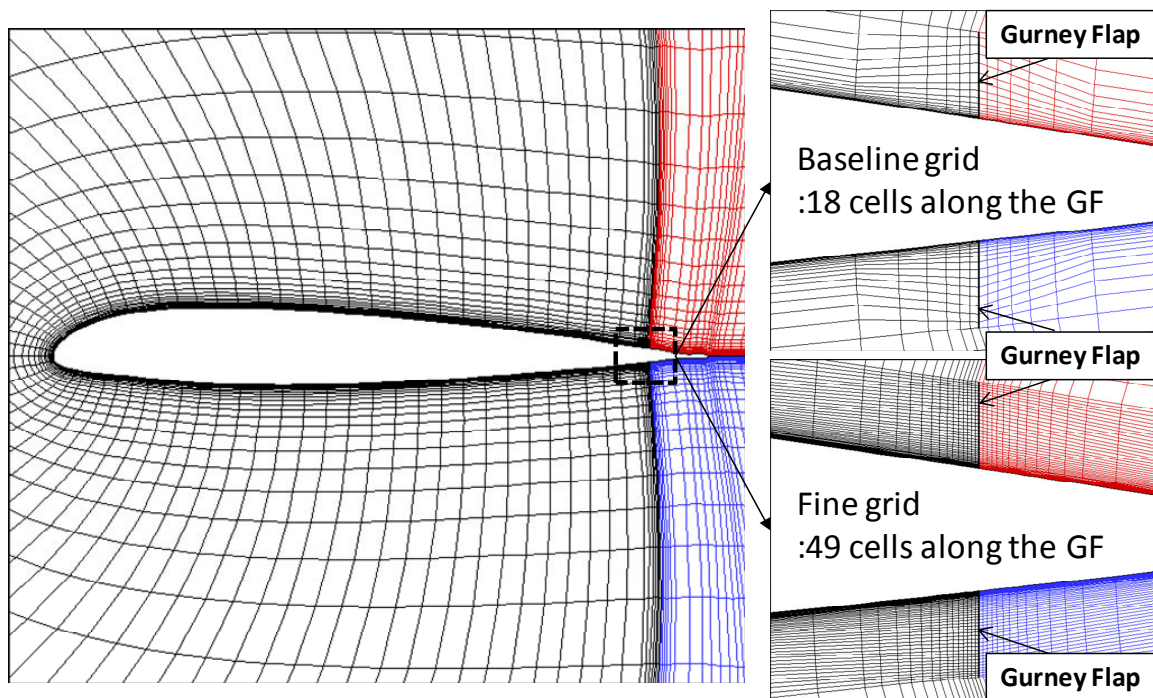 Gurney Flap
Baseline grid
:18 cells along the GF
Gurney Flap
Gurney Flap
Fine grid
:49 cells along the GF
Gurney Flap